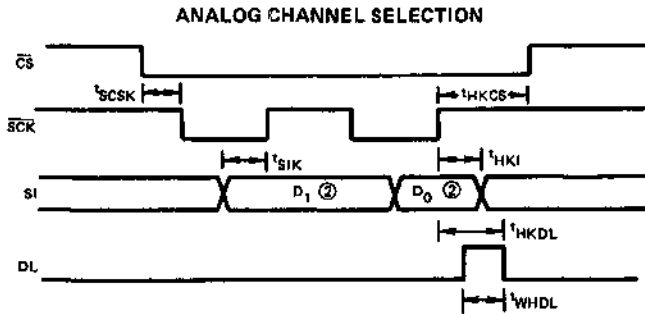 ANALOG CHANNEL SELECTION
CS
tSCSK
tHKCS
SCK
tSIK
tHKI
SI
D1 ②
D0 ②
tHKDL
DL
tWHDL